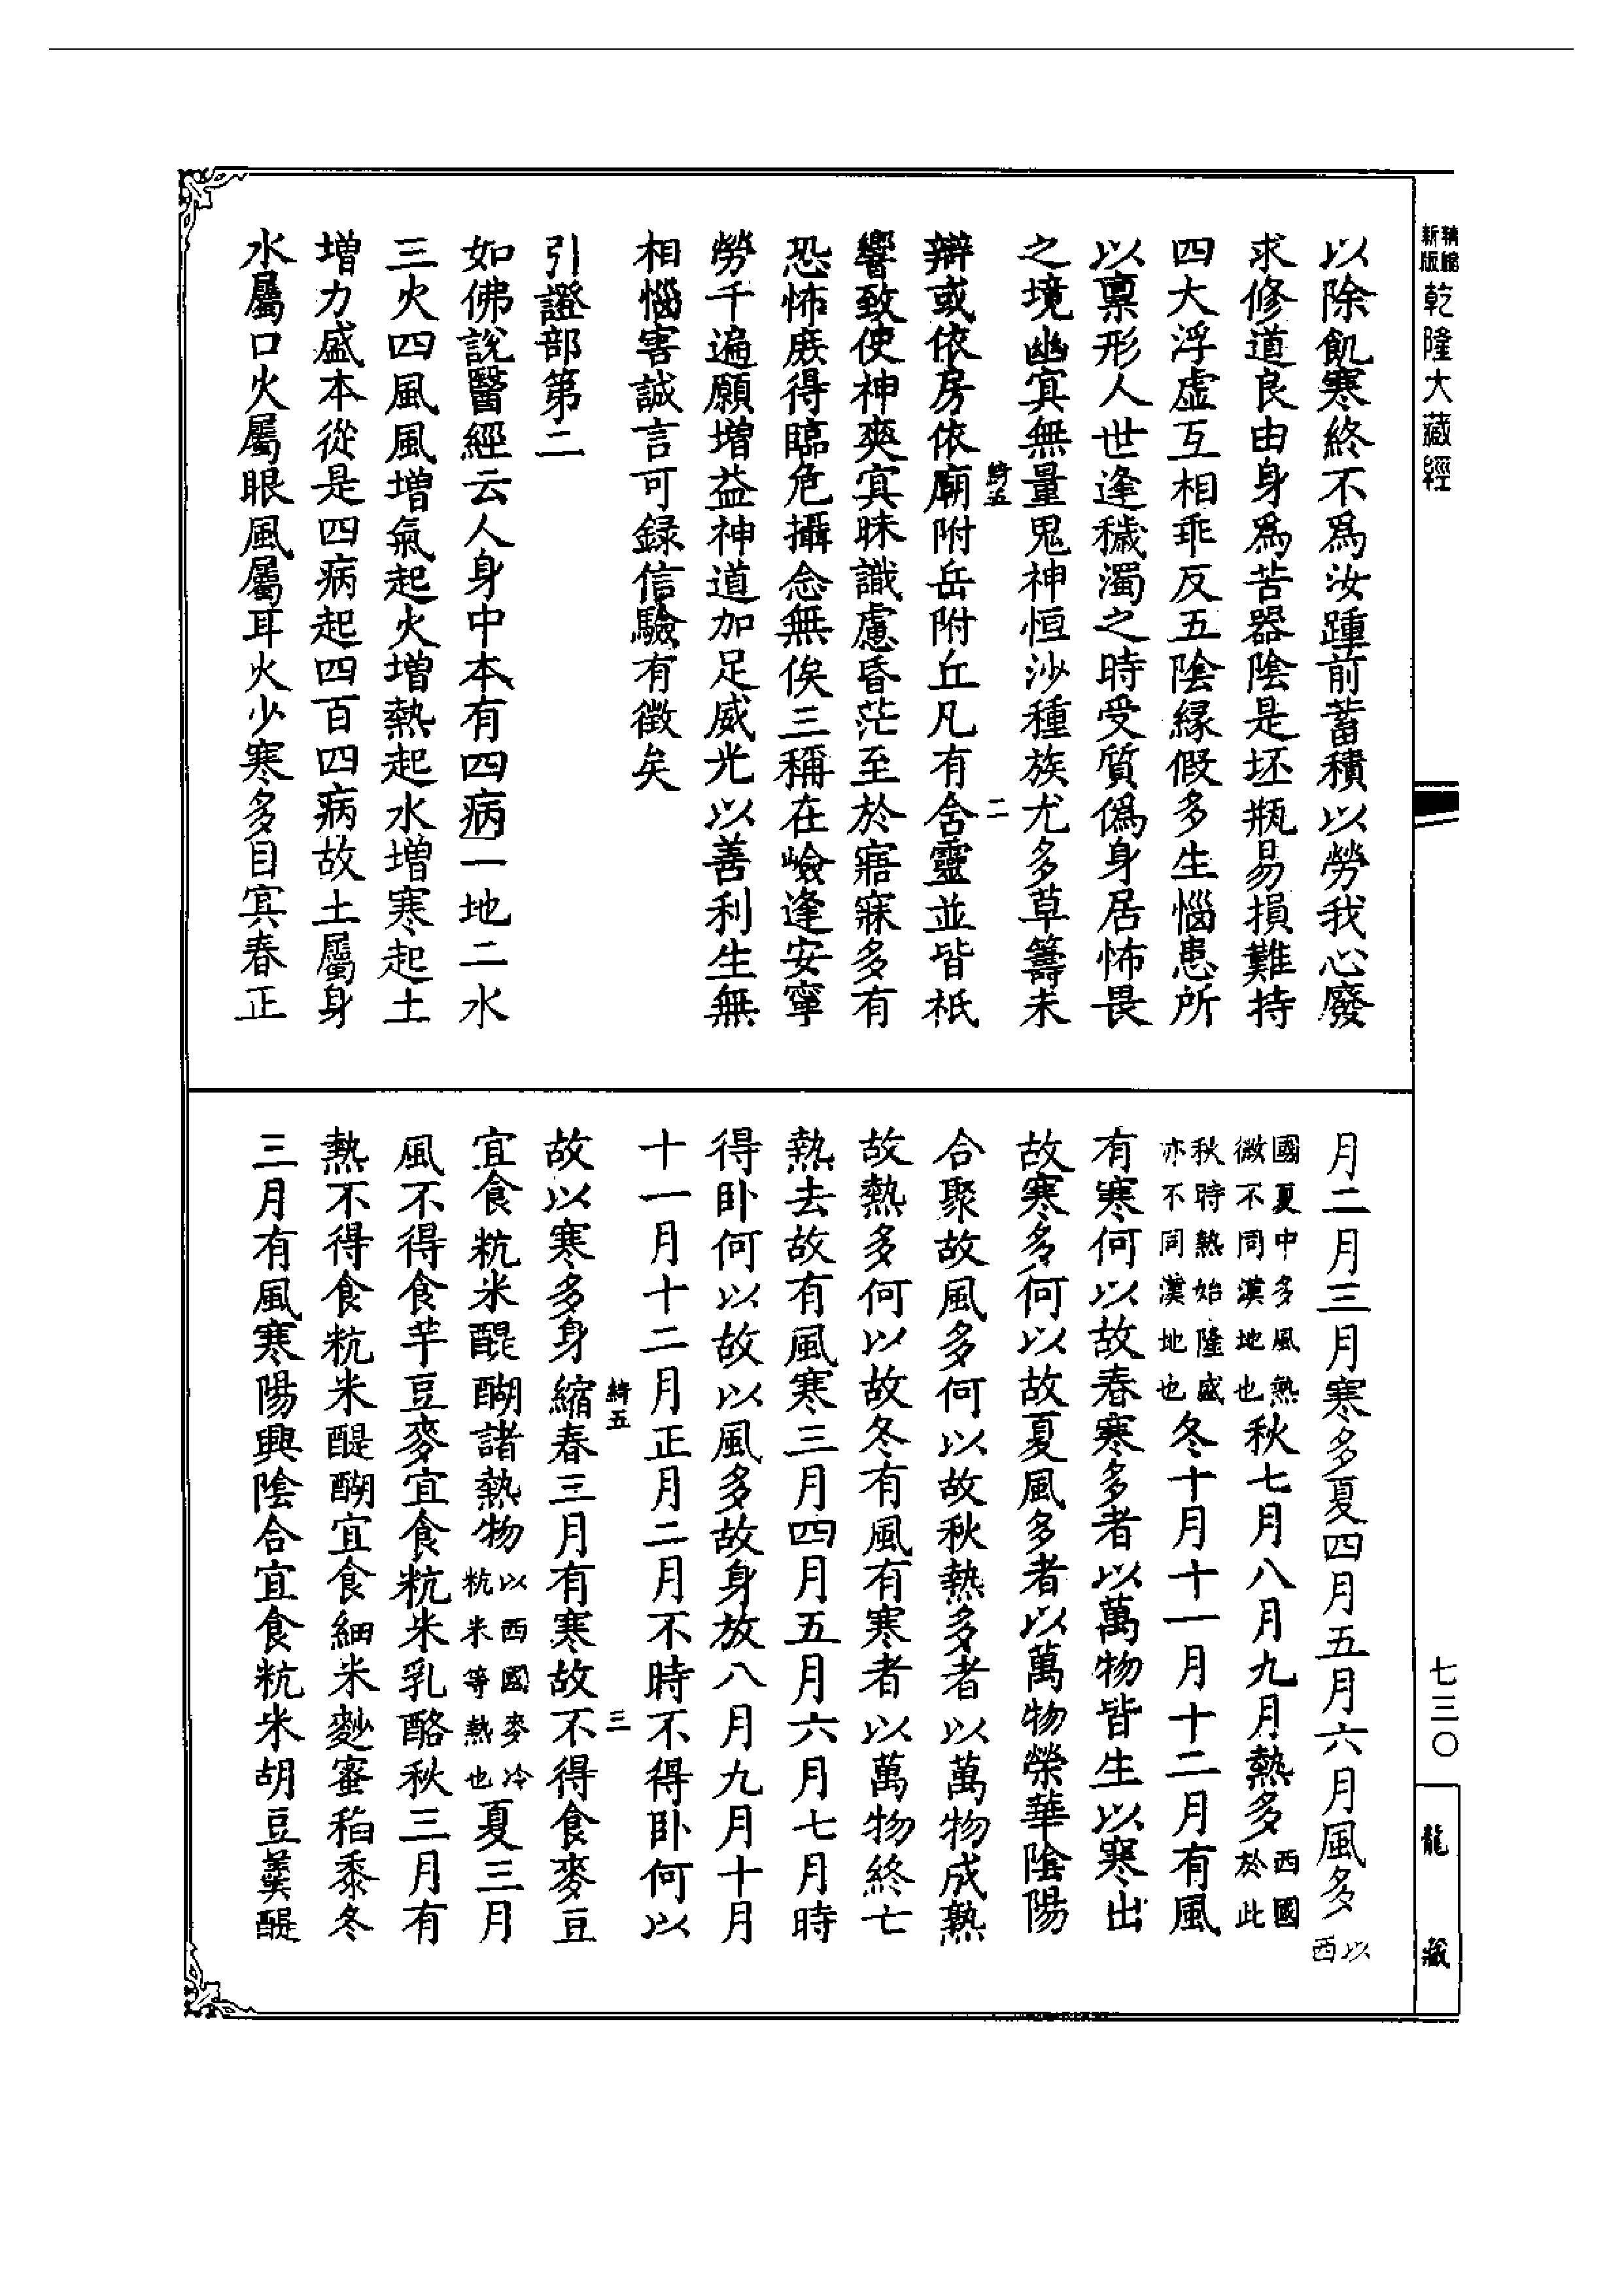 新版
乾隆大藏經
以除飢寒終不爲汝踵前蓄積以勞我心廢
求修道良由身爲苦器陰是坯瓶易損難持
四大浮虛互相乖反五陰緣假多生惱患所
以稟形人世逢穢濁之時受質僞身居怖畏
之境幽寘無量鬼神恒沙種族尤多草籌未
辯或依房依廟附岳附丘凡有含靈並皆祇
綺五
二
響致使神爽寘昧識慮昏茫至於寤寐多有
恐怖庻得臨危攝念無俟三稱在嶮逢安寧
勞千遍願增益神道加足威光以善利生無
相惱害誠言可録信驗有徵矣
引證部第二
如佛說醫經云人身中本有四病一地二水
三火四風風增氣起火增熱起水增寒起土
增力盛本從是四病起四百四病故土屬身
水屬口火屬眼風屬耳火少寒多目寘春正
月二月三月寒多夏四月五月六月風多以西
國夏中多風熱微不同漢地也秋七月八月九月熱多西國於此
秋時熱始隆盛亦不同漢地也冬十月十一月十二月有風
有寒何以故春寒多者以萬物皆生以寒出
故寒多何以故夏風多者以萬物榮華陰陽
合聚故風多何以故秋熱多者以萬物成熟
故熱多何以故冬有風有寒者以萬物終亡
熱去故有風寒三月四月五月六月七月時
得卧何以故以風多故身放八月九月十月
十一月十二月正月二月不時不得卧何以
綺五
三
故以寒多身縮春三月有寒故不得食麥豆
宜食粇米醍醐諸熱物以西國麥冷粇米等熱也夏三月
風不得食芋豆麥宜食粇米乳酪秋三月有
熱不得食粇米醍醐宜食細米麨蜜稻黍冬
三月有風寒陽興陰合宜食粇米胡豆羹醍
七三〇
龍藏